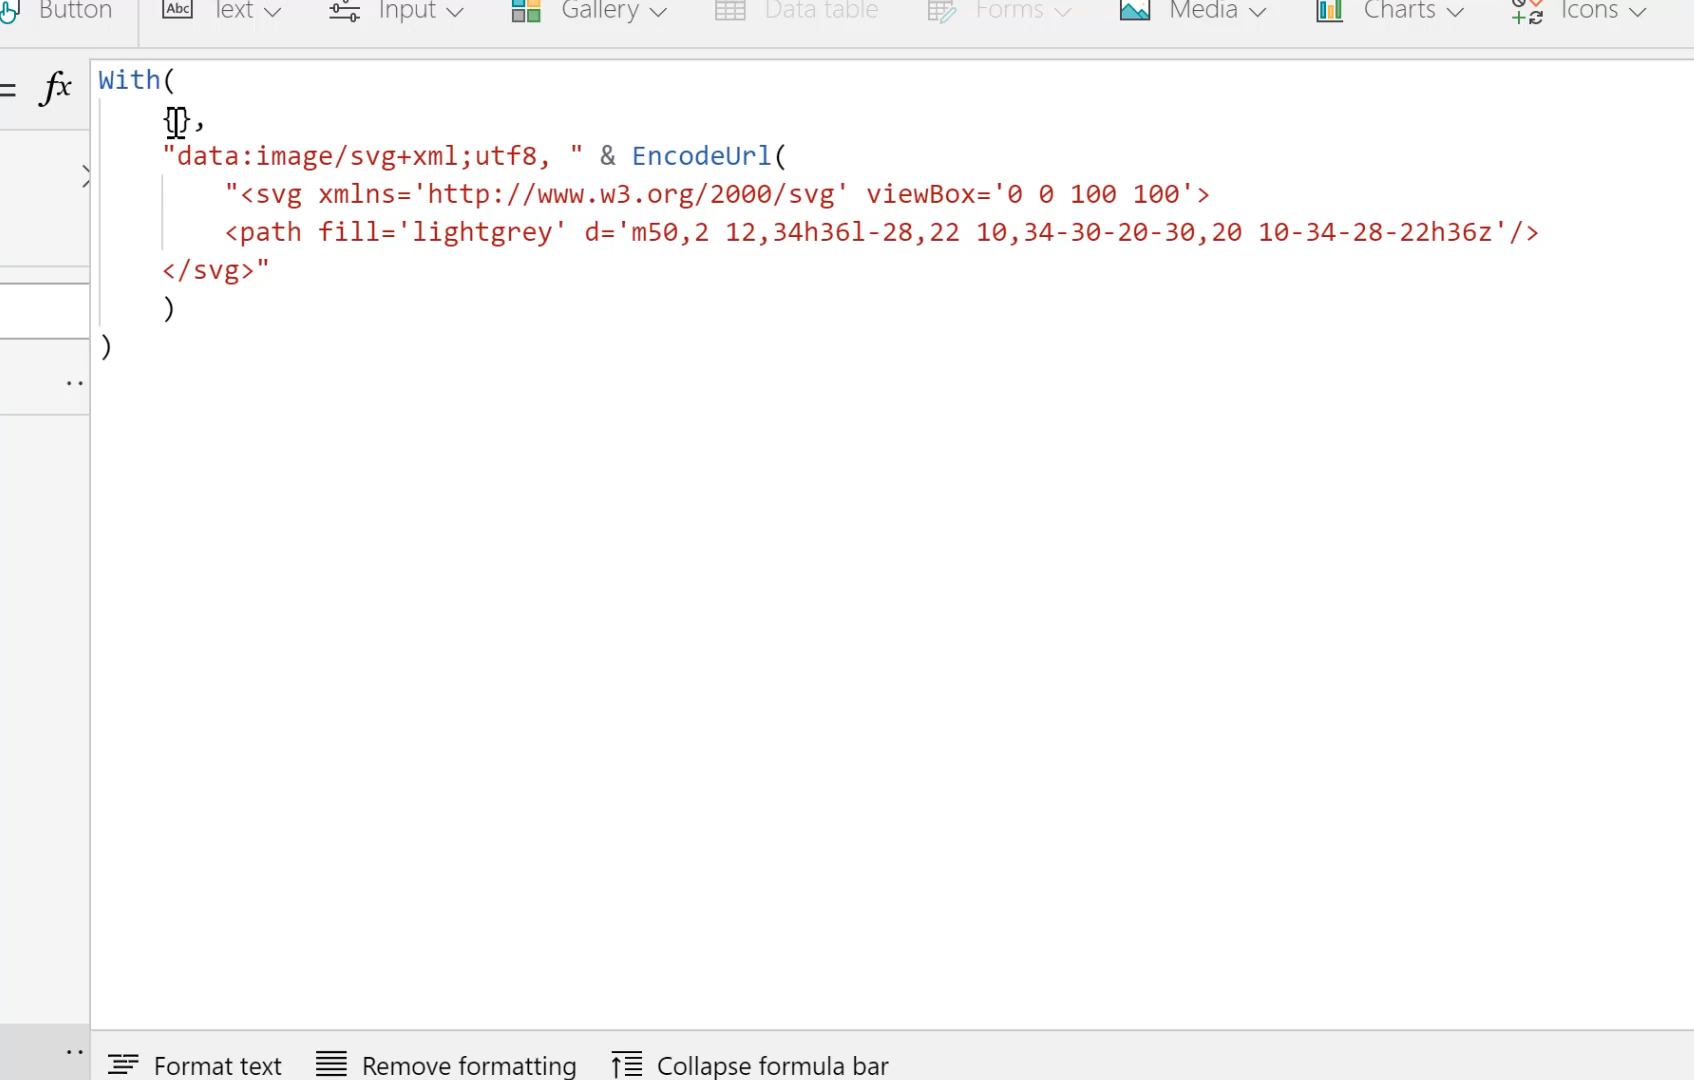 Button Abc Text Input Gallery Data table Forms Media Charts Icons
= fx
With(
{},
"data:image/svg+xml;utf8, " & EncodeUrl(
"<svg xmlns='http://www.w3.org/2000/svg' viewBox='0 0 100 100'>
<path fill='lightgrey' d='m50,2 12,34h36l-28,22 10,34-30-20-30,20 10-34-28-22h36z'/>
</svg>"
)
)
Format text Remove formatting Collapse formula bar